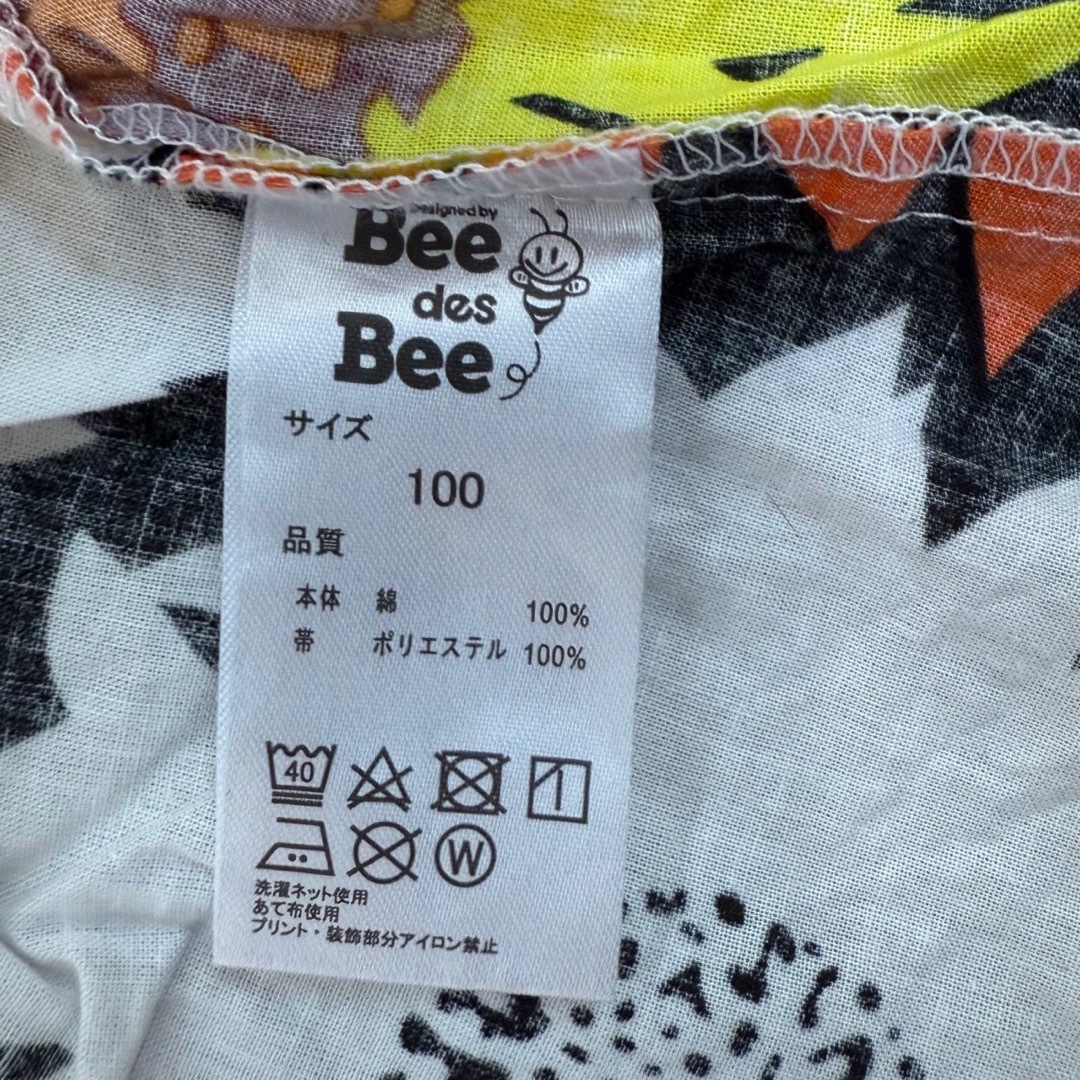 Designed by
Bee
des
Bee
サイズ
100
品質
本体 綿 100%
帯 ポリエステル 100%
40
W
洗濯ネット使用
あて布使用
プリント・装飾部分アイロン禁止